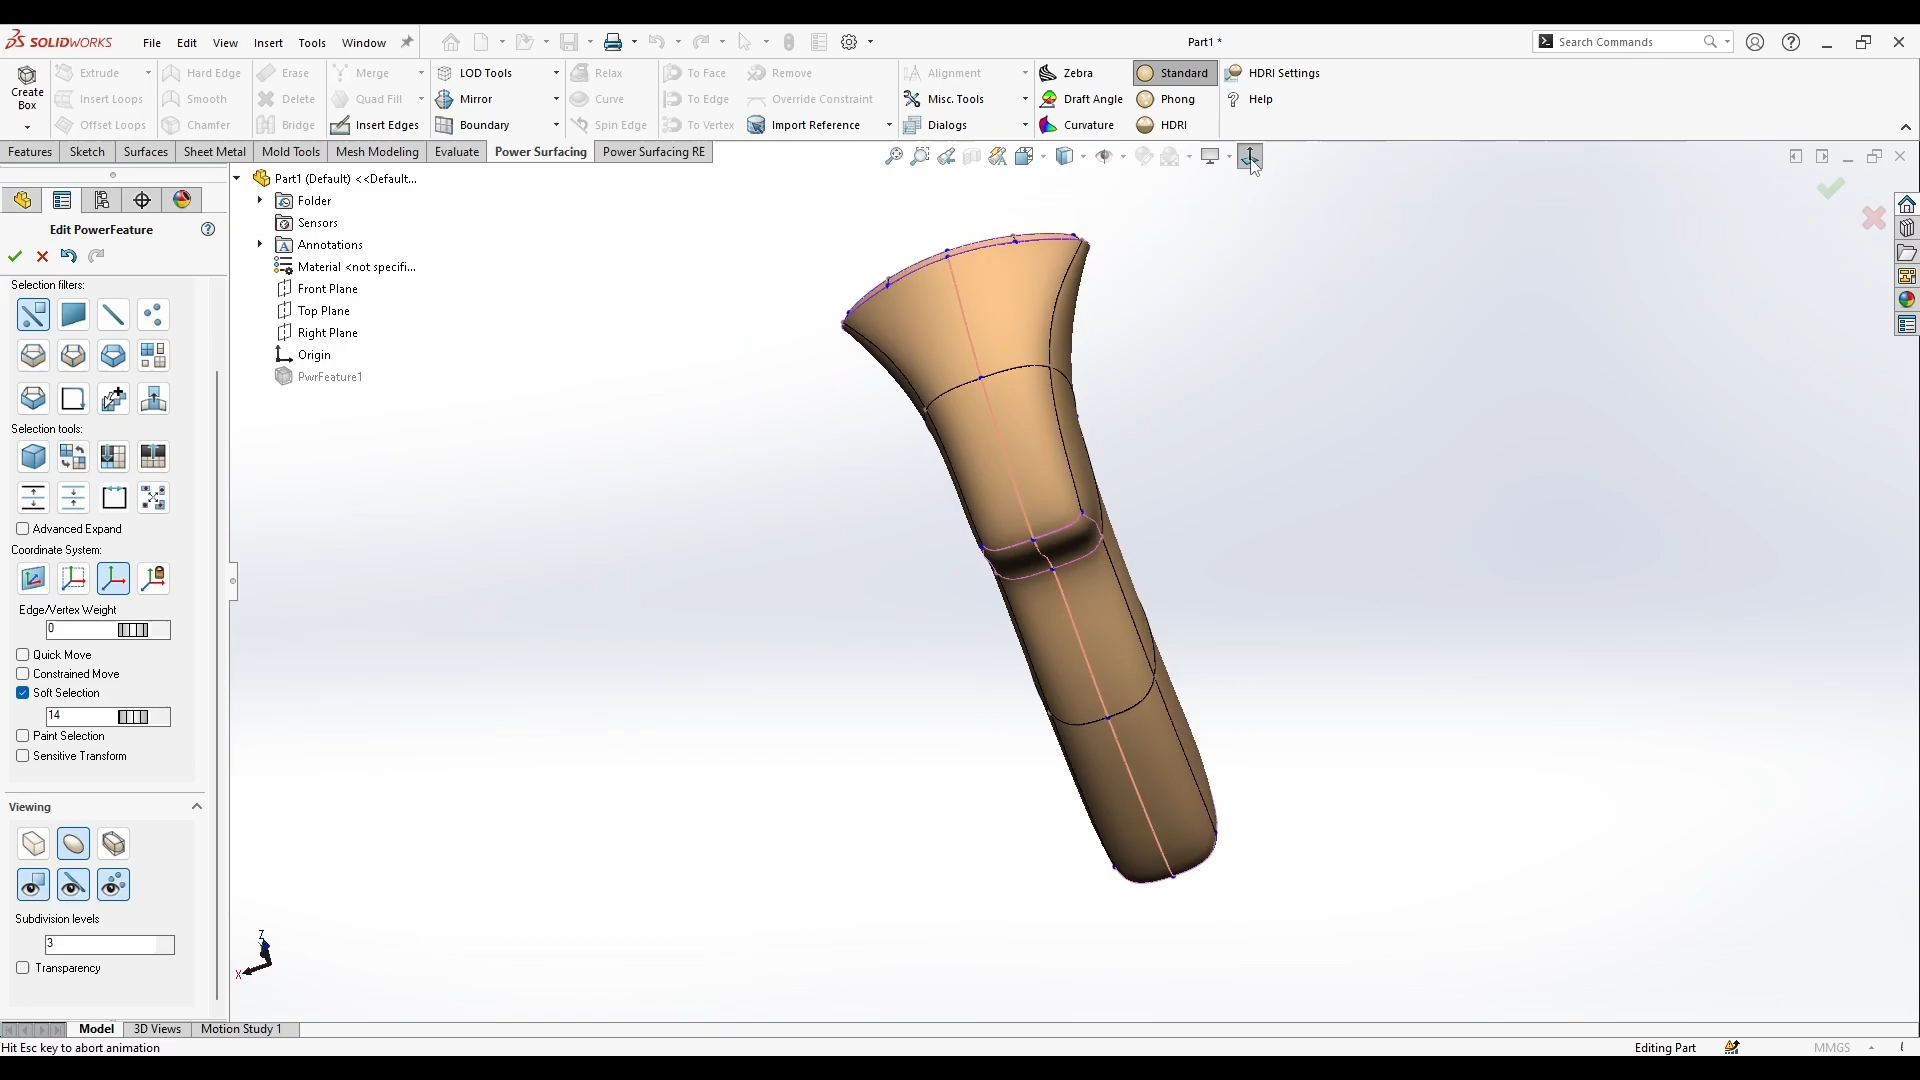 SOLIDWORKS File Edit View Insert Tools Window Part1 * Search Commands
Create Box
Extrude Hard Edge Erase Merge LOD Tools Relax To Face Remove Alignment Zebra Standard HDRI Settings
Insert Loops Smooth Delete Quad Fill Mirror Curve To Edge Override Constraint Misc. Tools Draft Angle Phong Help
Offset Loops Chamfer Bridge Insert Edges Boundary Spin Edge To Vertex Import Reference Dialogs Curvature HDRI
Features Sketch Surfaces Sheet Metal Mold Tools Mesh Modeling Evaluate Power Surfacing Power Surfacing RE
Part1 (Default) <<Default...
Folder
Sensors
Annotations
Material <not specifi...
Front Plane
Top Plane
Right Plane
Origin
PwrFeature1
Edit PowerFeature
Selection filters:
Selection tools:
Advanced Expand
Coordinate System:
Edge/Vertex Weight
0
Quick Move
Constrained Move
Soft Selection
14
Paint Selection
Sensitive Transform
Viewing
Subdivision levels
3
Transparency
Z
X
Model 3D Views Motion Study 1
Hit Esc key to abort animation Editing Part MMGS